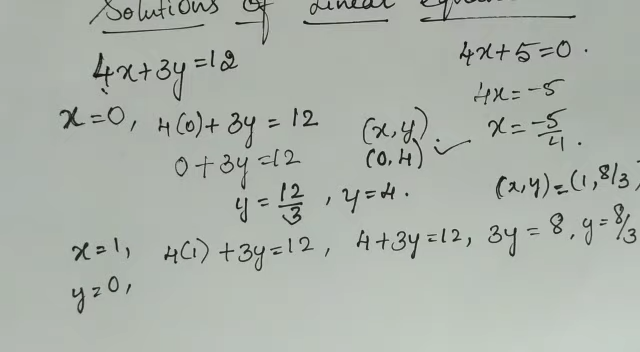 Solutions of Linear
4x+3y=12
4x+5=0.
4x=-5
x=-5/4.
x=0, 4(0)+3y=12
(x,y)
0+3y=12
(0,4) ✓
y=12/3, y=4.
(x,y)=(1,8/3)
x=1, 4(1)+3y=12, 4+3y=12, 3y=8, y=8/3
y=0,